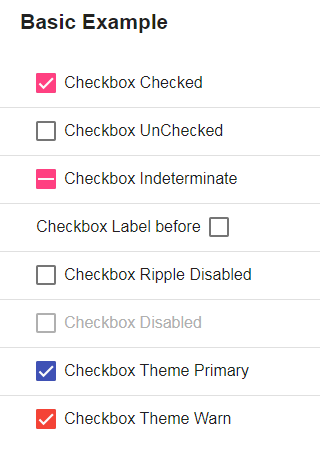 Basic Example
Checkbox Checked
Checkbox UnChecked
Checkbox Indeterminate
Checkbox Label before
Checkbox Ripple Disabled
Checkbox Disabled
Checkbox Theme Primary
Checkbox Theme Warn